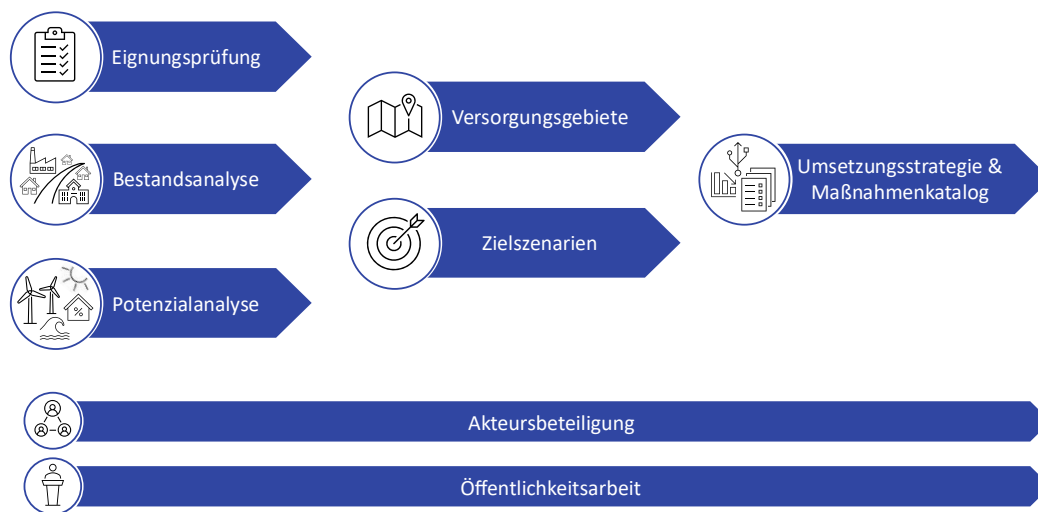 Eignungsprüfung
Bestandsanalyse
Potenzialanalyse
Versorgungsgebiete
Zielszenarien
Umsetzungsstrategie &
Maßnahmenkatalog
%
Akteursbeteiligung
Öffentlichkeitsarbeit